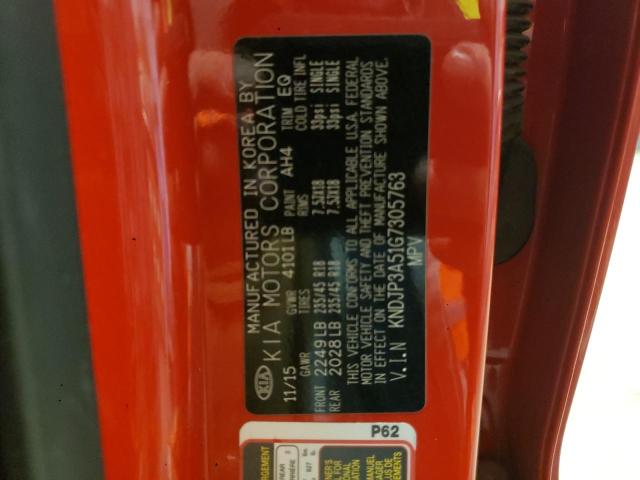 KIA
MANUFACTURED IN KOREA BY
KIA MOTORS CORPORATION
11/15 GVWR 4101LB PAINT AH4 TRIM EQ
GAWR TIRES RIMS COLD TIRE INFL
FRONT 2249LB 235/45 R18 7.5JX18 33psi SINGLE
REAR 2028LB 235/45 R18 7.5JX18 33psi SINGLE
THIS VEHICLE CONFORMS TO ALL APPLICABLE U.S.A. FEDERAL
MOTOR VEHICLE SAFETY AND THEFT PREVENTION STANDARDS
IN EFFECT ON THE DATE OF MANUFACTURE SHOWN ABOVE.
V.I.N KNDJP3A51G7305763
MPV
P62